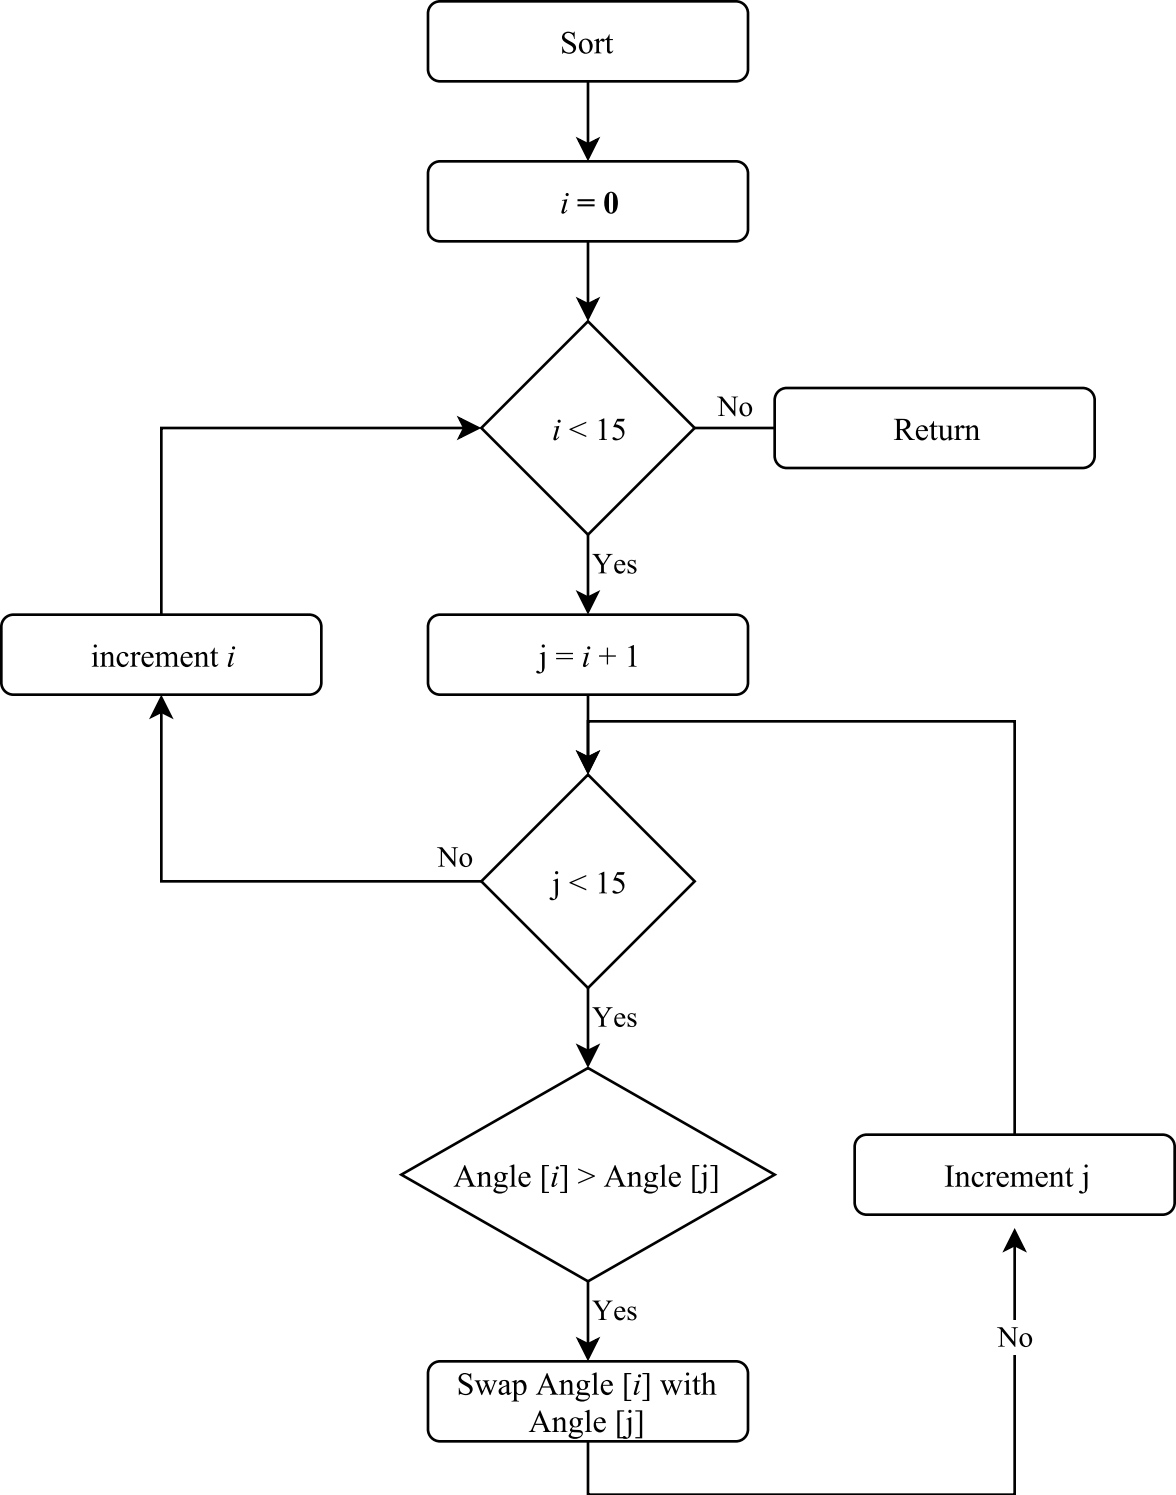 Sort
i = 0
i < 15
No
Return
Yes
increment i
j = i + 1
No
j < 15
Yes
Angle [i] > Angle [j]
Increment j
Yes
No
Swap Angle [i] with
Angle [j]